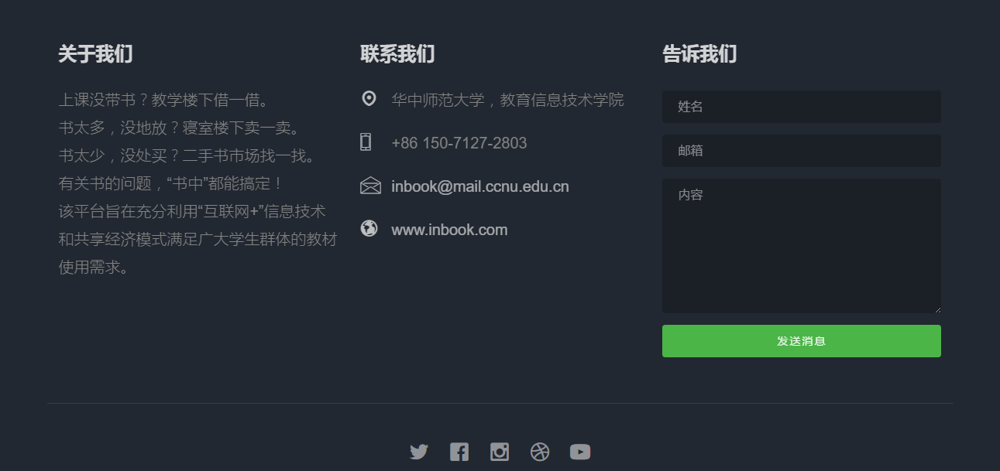 关于我们
上课没带书？教学楼下借一借。
书太多，没地放？寝室楼下卖一卖。
书太少，没处买？二手书市场找一找。
有关书的问题，“书中”都能搞定！
该平台旨在充分利用“互联网+”信息技术
和共享经济模式满足广大学生群体的教材
使用需求。
联系我们
华中师范大学，教育信息技术学院
+86 150-7127-2803
inbook@mail.ccnu.edu.cn
www.inbook.com
告诉我们
姓名
邮箱
内容
发送消息